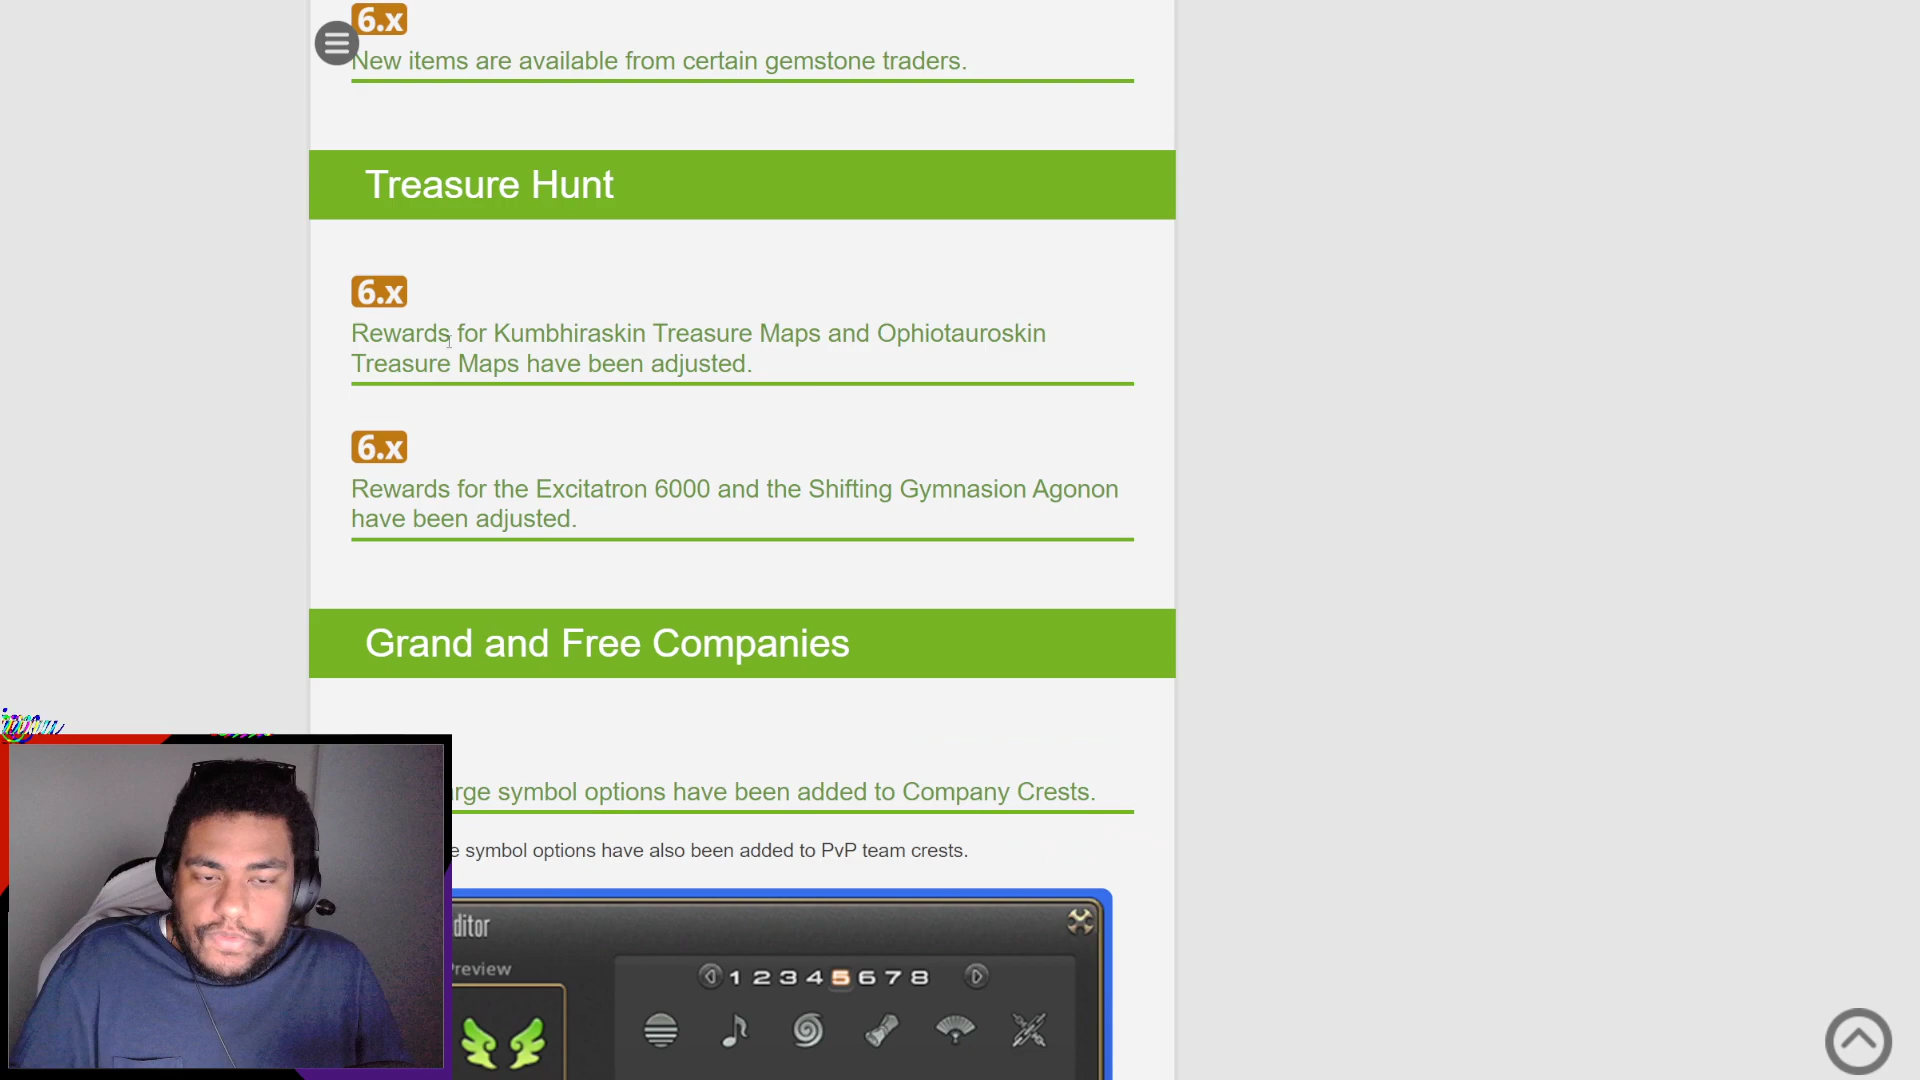 6.x
New items are available from certain gemstone traders.
Treasure Hunt
6.x
Rewards for Kumbhiraskin Treasure Maps and Ophiotauroskin
Treasure Maps have been adjusted.
6.x
Rewards for the Excitatron 6000 and the Shifting Gymnasion Agonon
have been adjusted.
Grand and Free Companies
symbol options have been added to Company Crests.
symbol options have also been added to PvP team crests.
Preview
1 2 3 4 5 6 7 8